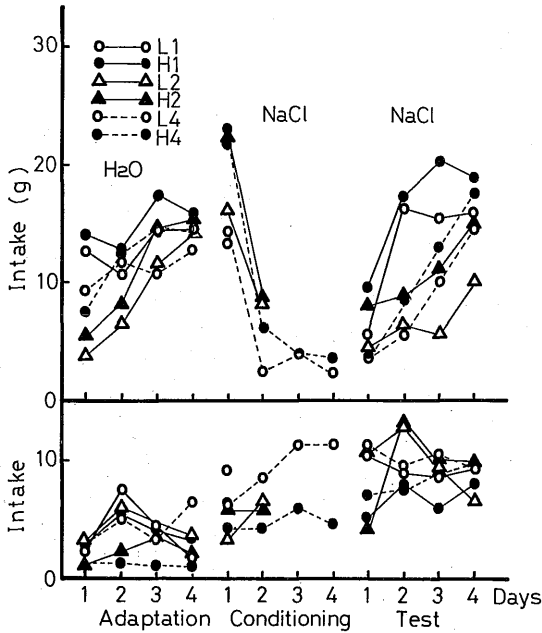 30
20
10
0
Intake (g)
L1
H1
L2
H2
L4
H4
H2O
NaCl
NaCl
10
0
Intake
1 2 3 4 1 2 3 4 1 2 3 4 Days
Adaptation Conditioning Test